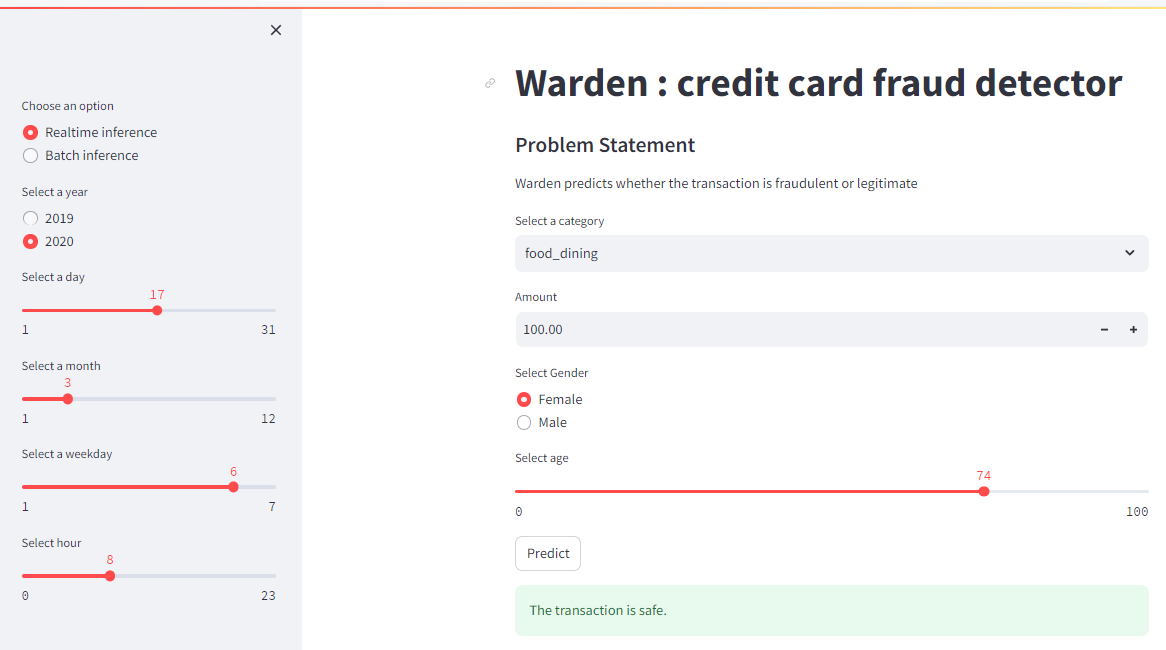 Choose an option
Realtime inference
Batch inference
Select a year
2019
2020
Select a day
17
1 31
Select a month
3
1 12
Select a weekday
6
1 7
Select hour
8
0 23
Warden : credit card fraud detector
Problem Statement
Warden predicts whether the transaction is fraudulent or legitimate
Select a category
food_dining
Amount
100.00
Select Gender
Female
Male
Select age
74
0 100
Predict
The transaction is safe.